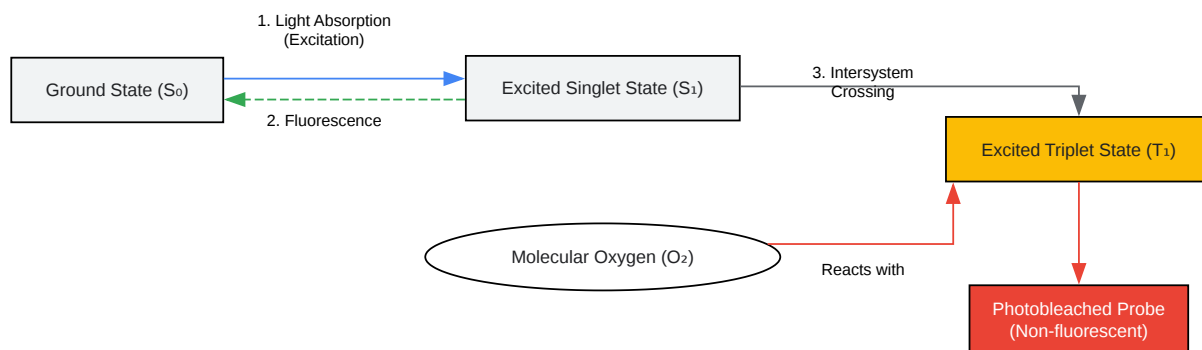 1. Light Absorption
(Excitation)
Ground State (S₀)
Excited Singlet State (S₁)
2. Fluorescence
3. Intersystem
Crossing
Excited Triplet State (T₁)
Molecular Oxygen (O₂)
Reacts with
Photobleached Probe
(Non-fluorescent)